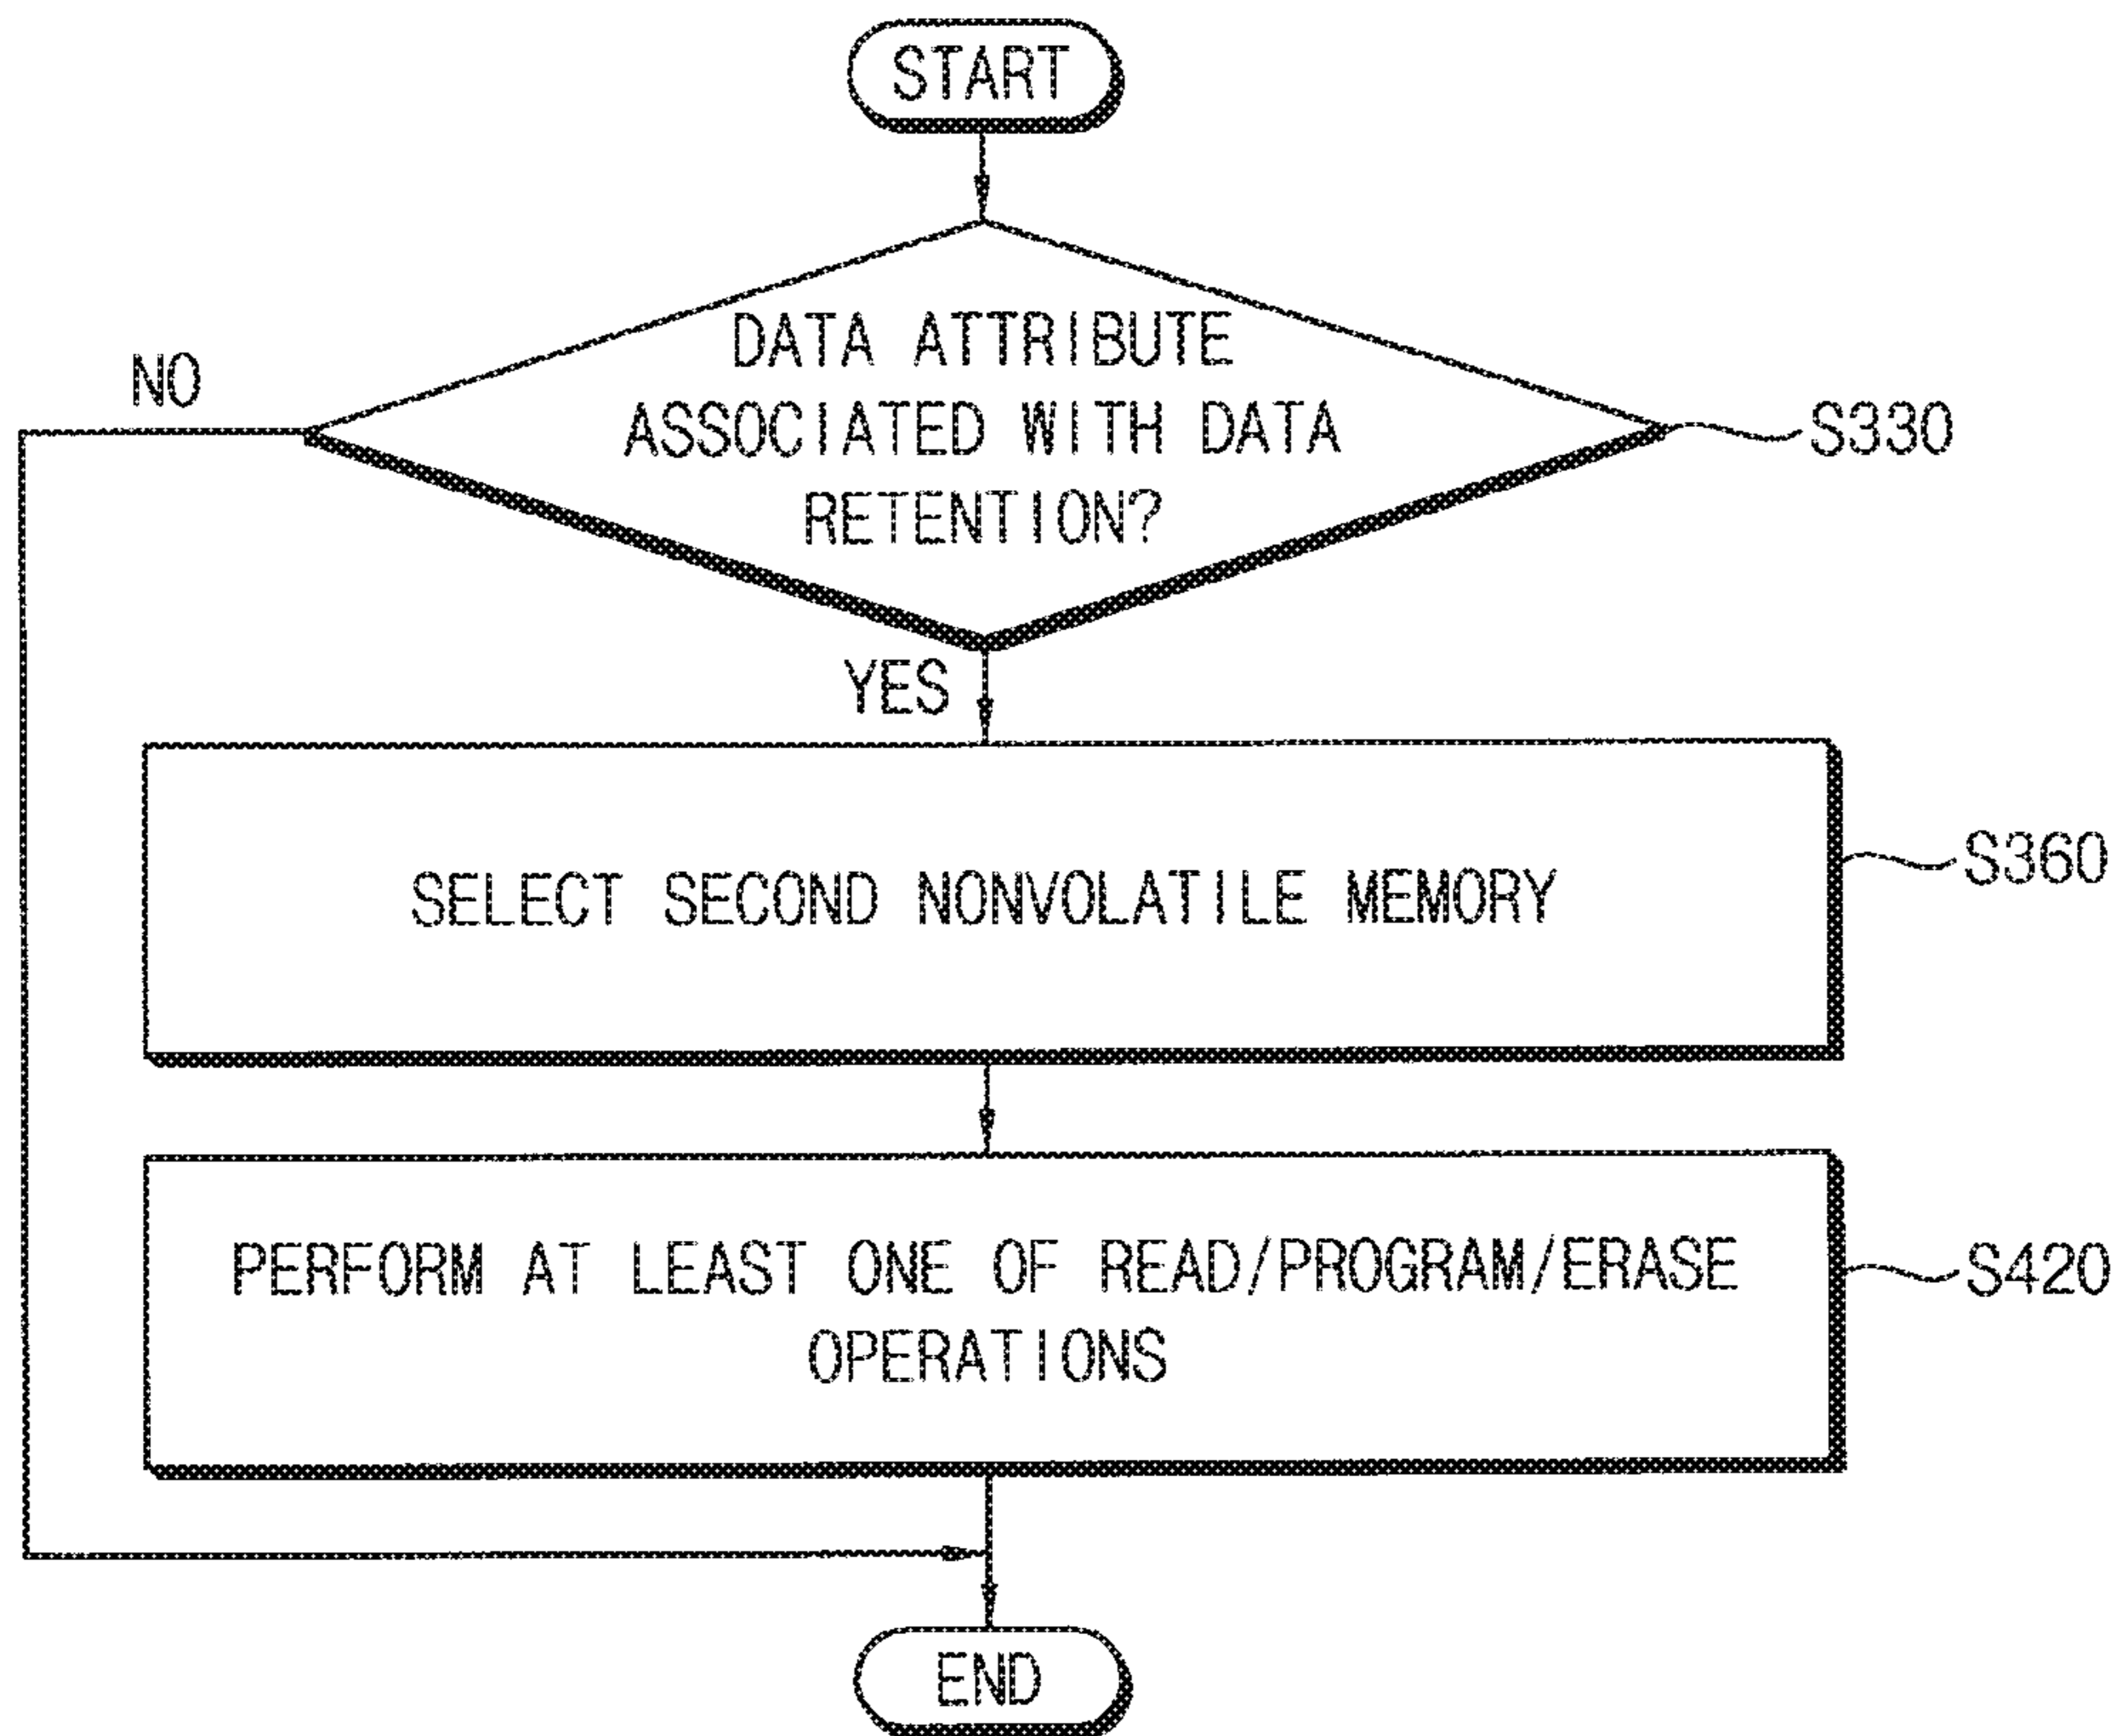 START
DATA ATTRIBUTE
ASSOCIATED WITH DATA
RETENTION?
NO
S330
YES
SELECT SECOND NONVOLATILE MEMORY
S360
PERFORM AT LEAST ONE OF READ/PROGRAM/ERASE
OPERATIONS
S420
END